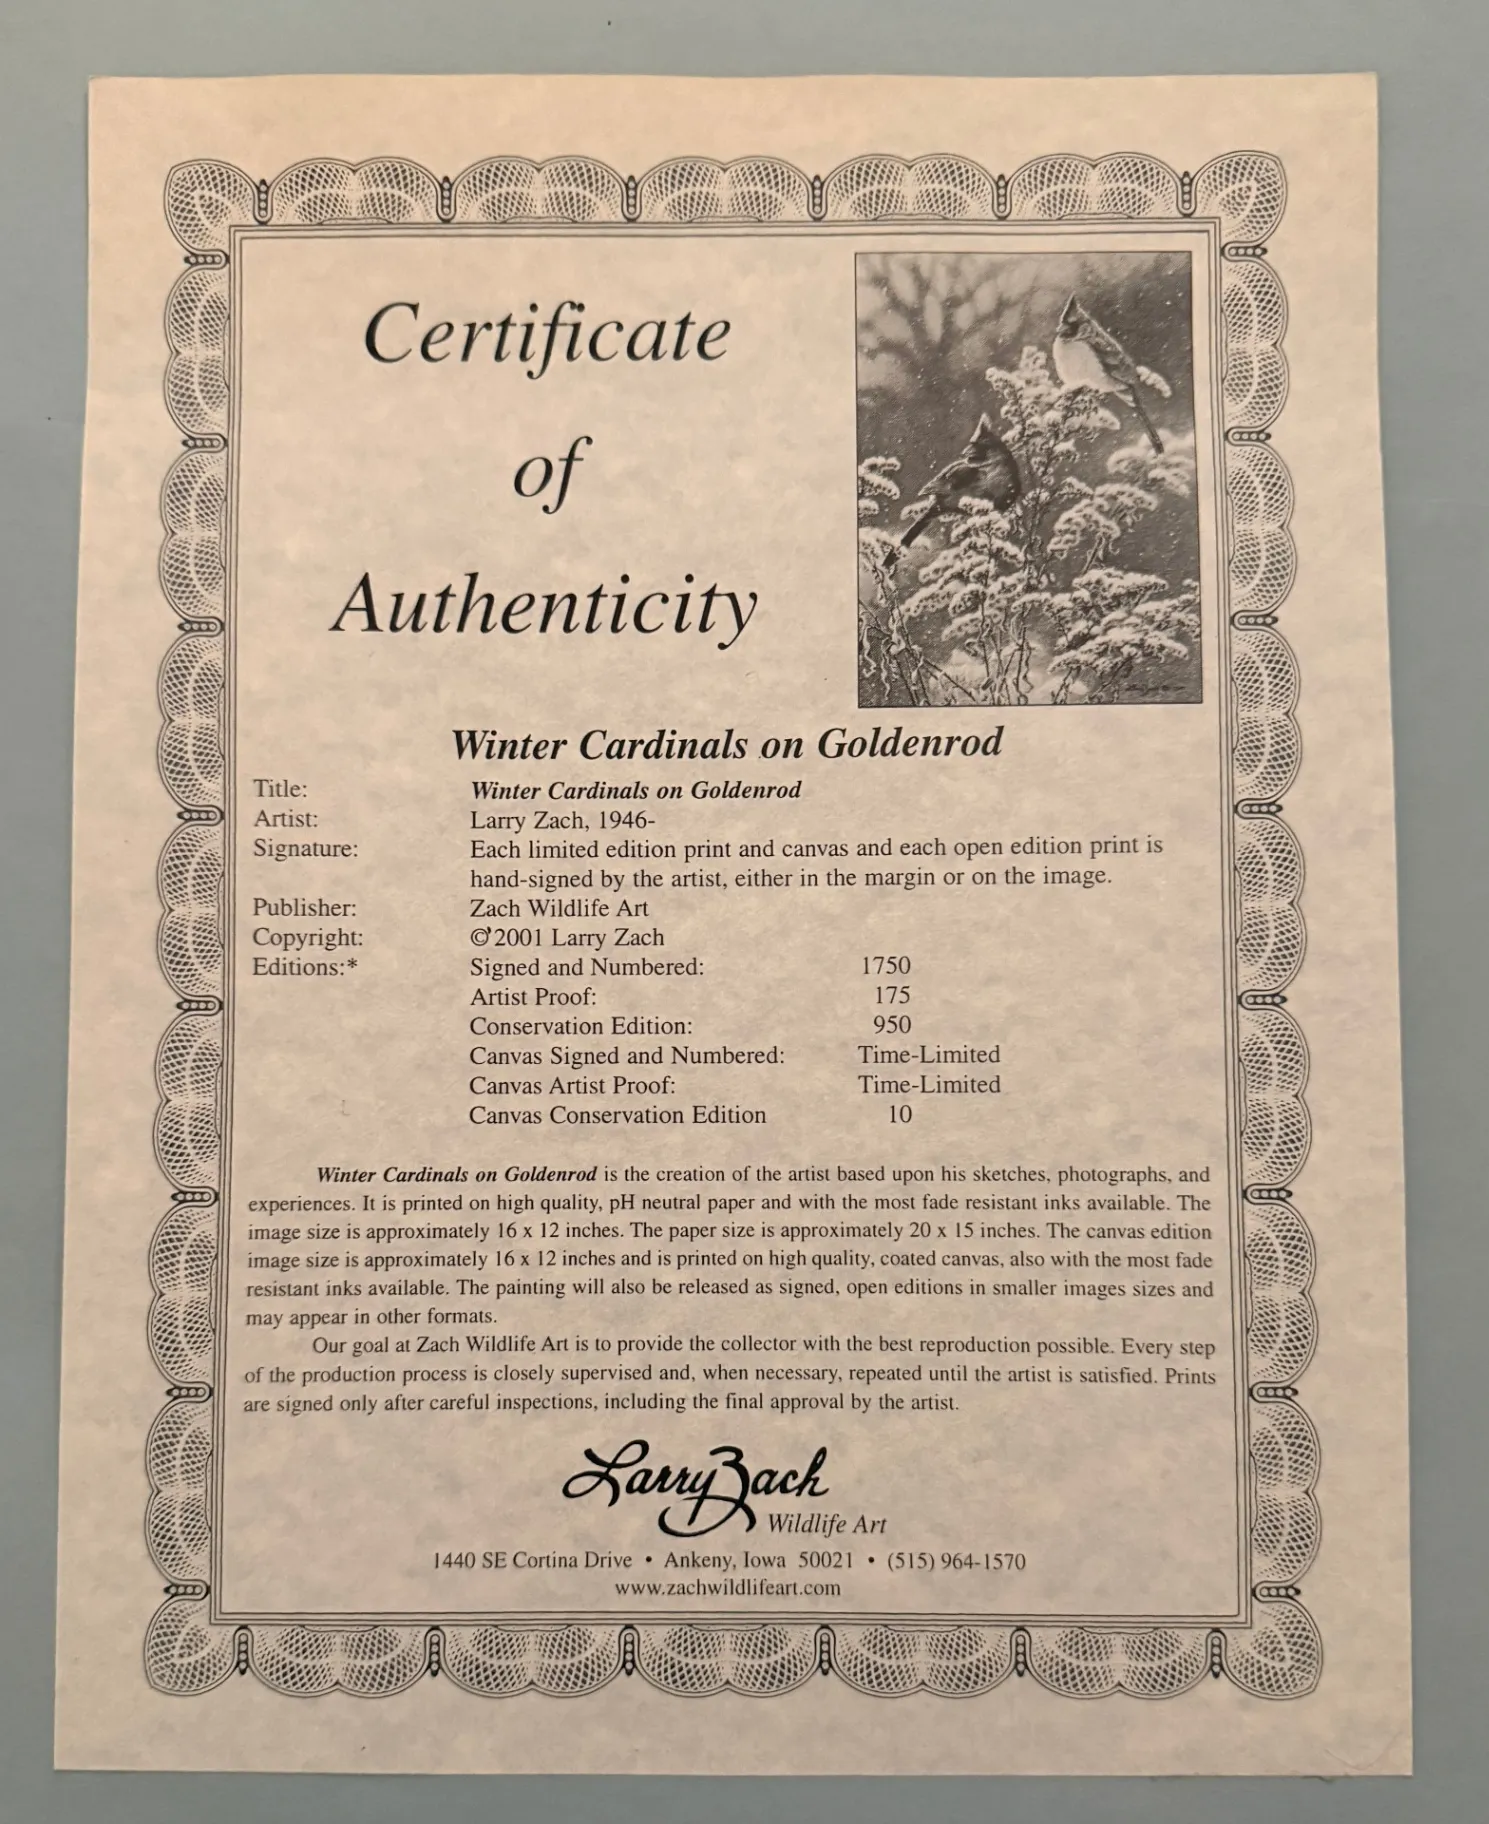 Certificate
of
Authenticity
Winter Cardinals on Goldenrod
Title: Winter Cardinals on Goldenrod
Artist: Larry Zach, 1946-
Signature: Each limited edition print and canvas and each open edition print is
hand-signed by the artist, either in the margin or on the image.
Publisher: Zach Wildlife Art
Copyright: ©2001 Larry Zach
Editions:* Signed and Numbered: 1750
Artist Proof: 175
Conservation Edition: 950
Canvas Signed and Numbered: Time-Limited
Canvas Artist Proof: Time-Limited
Canvas Conservation Edition 10
Winter Cardinals on Goldenrod is the creation of the artist based upon his sketches, photographs, and
experiences. It is printed on high quality, pH neutral paper and with the most fade resistant inks available. The
image size is approximately 16 x 12 inches. The paper size is approximately 20 x 15 inches. The canvas edition
image size is approximately 16 x 12 inches and is printed on high quality, coated canvas, also with the most fade
resistant inks available. The painting will also be released as signed, open editions in smaller images sizes and
may appear in other formats.
Our goal at Zach Wildlife Art is to provide the collector with the best reproduction possible. Every step
of the production process is closely supervised and, when necessary, repeated until the artist is satisfied. Prints
are signed only after careful inspections, including the final approval by the artist.
Larry Zach
Wildlife Art
1440 SE Cortina Drive • Ankeny, Iowa 50021 • (515) 964-1570
www.zachwildlifeart.com